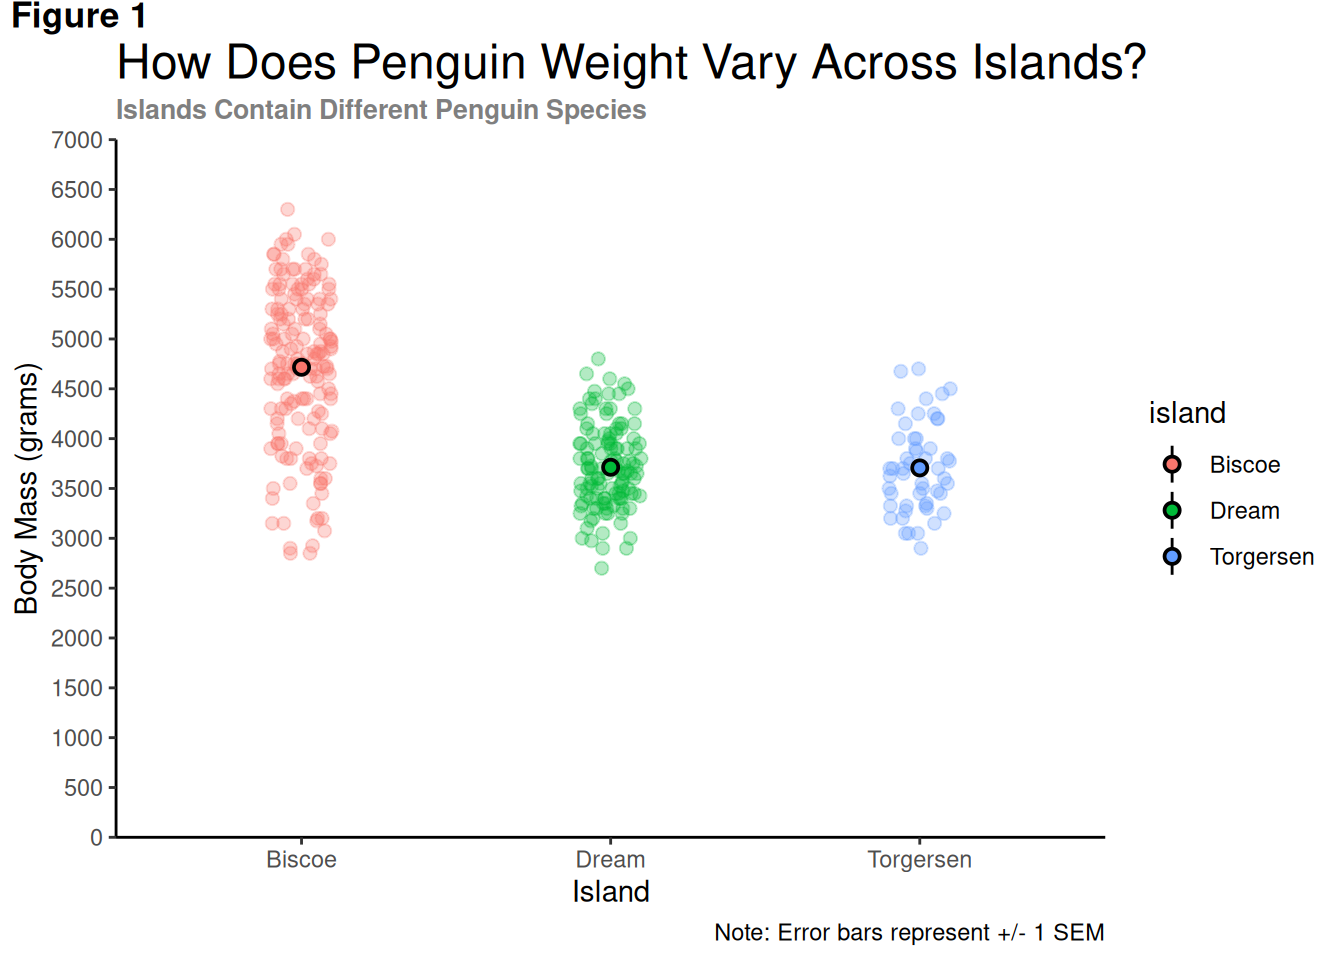 Figure 1
How Does Penguin Weight Vary Across Islands?
Islands Contain Different Penguin Species
7000
6500
6000
5500
5000
4500
4000
3500
3000
2500
2000
1500
1000
500
0
Body Mass (grams)
Biscoe
Dream
Torgersen
Island
island
Biscoe
Dream
Torgersen
Note: Error bars represent +/- 1 SEM